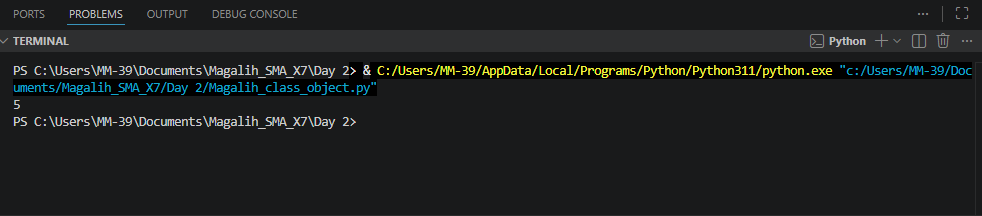 PORTS PROBLEMS OUTPUT DEBUG CONSOLE
TERMINAL Python
PS C:\Users\MM-39\Documents\Magalih_SMA_X7\Day 2> & C:/Users/MM-39/AppData/Local/Programs/Python/Python311/python.exe "c:/Users/MM-39/Doc
uments/Magalih_SMA_X7/Day 2/Magalih_class_object.py"
5
PS C:\Users\MM-39\Documents\Magalih_SMA_X7\Day 2>